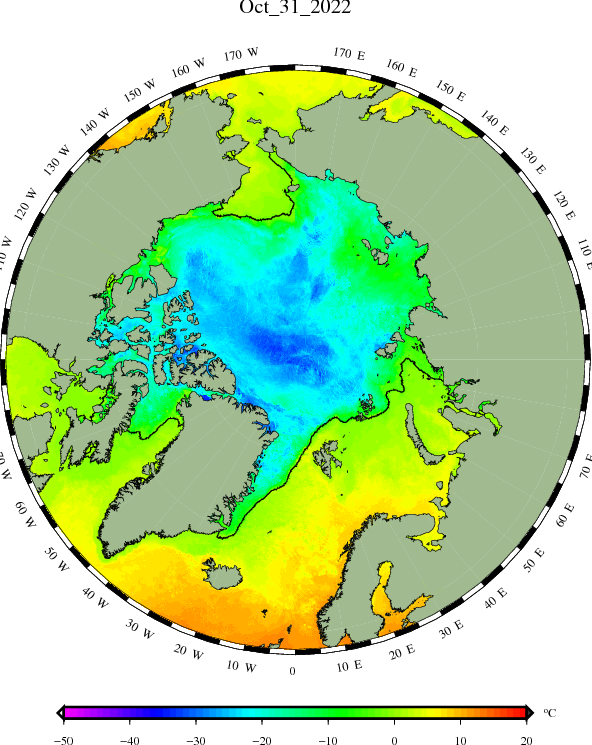 Oct_31_2022
170 W
170 E
160 W
160 E
150 W
150 E
140 W
140 E
130 W
130 E
120 W
120 E
110 E
70 E
60 W
60 E
50 W
50 E
40 W
40 E
30 W
30 E
20 W
20 E
10 W
0
10 E
°C
−50 −40 −30 −20 −10 0 10 20